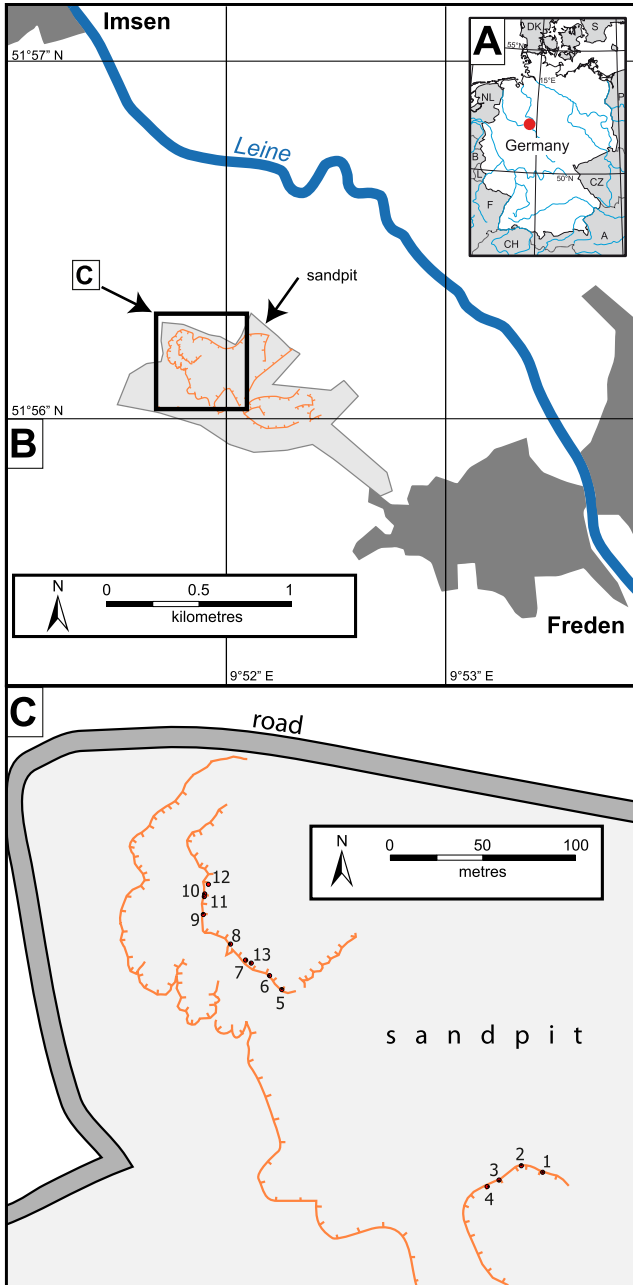 Imsen
51°57” N
A
DK
S
55°N
15°E
NL
P
Germany
B
L
50°N
CZ
F
CH
A
Leine
C
sandpit
51°56” N
B
N
0 0.5 1
kilometres
Freden
9°52” E
9°53” E
C
road
N
0 50 100
metres
12
10
11
9
8
13
7
6
5
sandpit
2
1
3
4